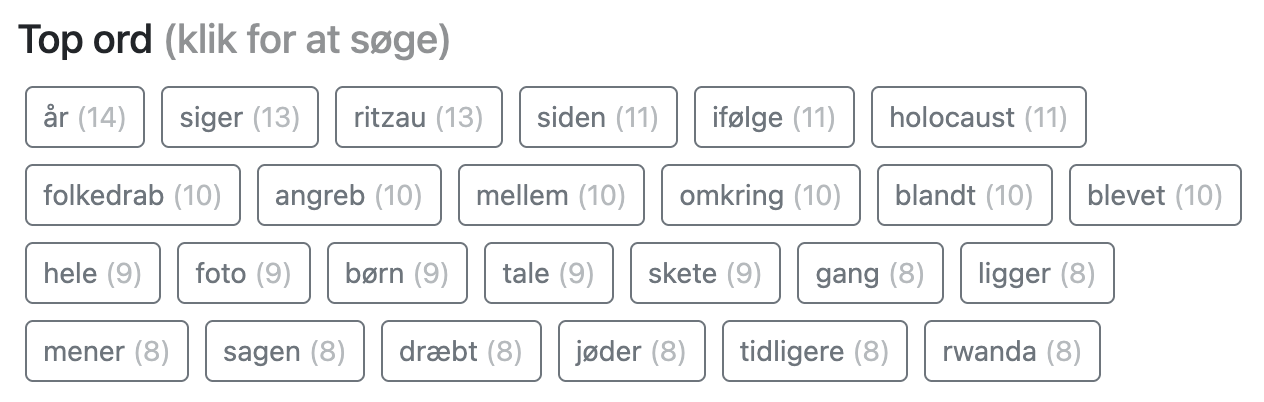 Top ord (klik for at søge)
år (14) siger (13) ritzau (13) siden (11) ifølge (11) holocaust (11)
folkedrab (10) angreb (10) mellem (10) omkring (10) blandt (10) blevet (10)
hele (9) foto (9) børn (9) tale (9) skete (9) gang (8) ligger (8)
mener (8) sagen (8) dræbt (8) jøder (8) tidligere (8) rwanda (8)